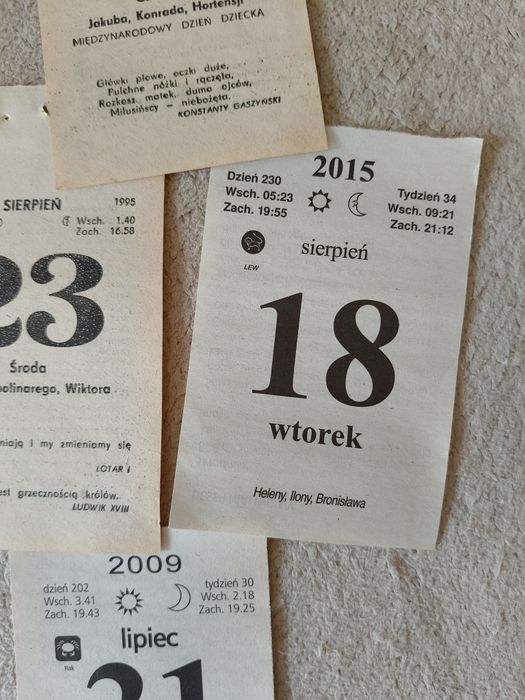 Jakuba, Konrada, Hortensji
MIĘDZYNARODOWY DZIEŃ DZIECKA
Główki płowe, oczki duże,
Pulchne nóżki i rączęta,
Rozkosz matek, duma ojców,
Milusińscy – niebożęta.
KONSTANTY GASZYŃSKI
SIERPIEŃ 1995
Wsch. 1.40
Zach. 16.58
23
Środa
olinarego, Wiktora
niają i my zmieniamy się
LOTAR I
est grzecznością królów.
LUDWIK XVIII
2015
Dzień 230
Wsch. 05:23
Zach. 19:55
Tydzień 34
Wsch. 09:21
Zach. 21:12
LEW
sierpień
18
wtorek
Heleny, Ilony, Bronisława
2009
dzień 202
Wsch. 3.41
Zach. 19.43
tydzień 30
Wsch. 2.18
Zach. 19.25
Rak
lipiec
21